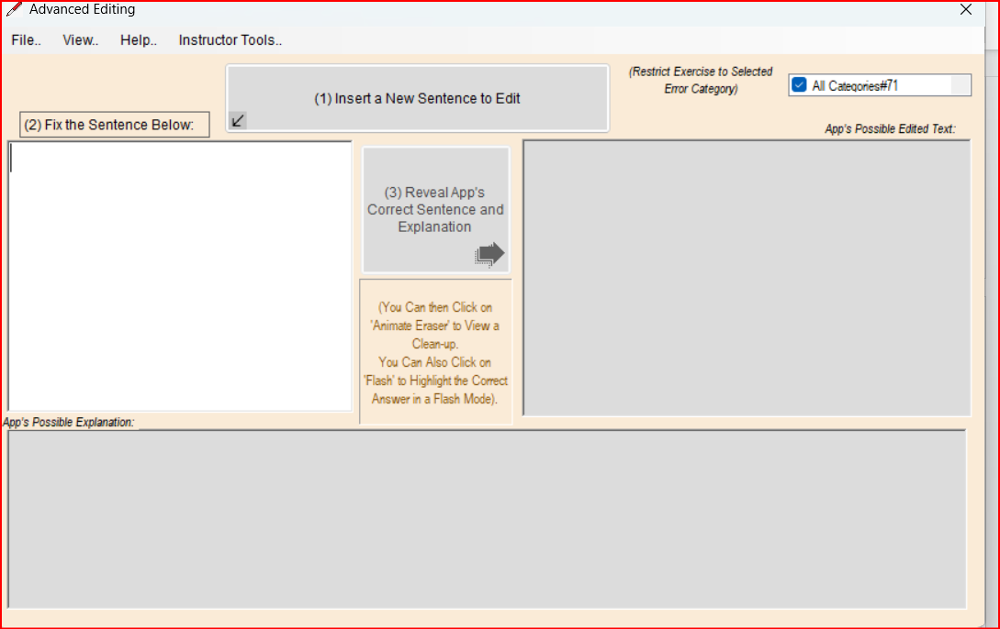 Advanced Editing
File.. View.. Help.. Instructor Tools..
(1) Insert a New Sentence to Edit
(Restrict Exercise to Selected
Error Category)
All Categories#71
(2) Fix the Sentence Below:
App's Possible Edited Text:
(3) Reveal App's
Correct Sentence and
Explanation
(You Can then Click on
'Animate Eraser' to View a
Clean-up.
You Can Also Click on
'Flash' to Highlight the Correct
Answer in a Flash Mode).
App's Possible Explanation: